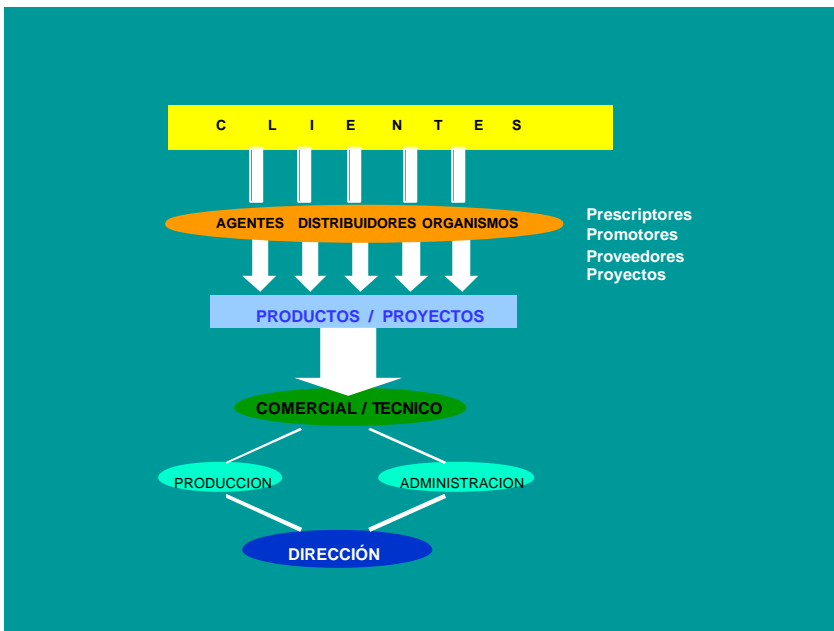 C L I E N T E S
AGENTES DISTRIBUIDORES ORGANISMOS
Prescriptores
Promotores
Proveedores
Proyectos
PRODUCTOS / PROYECTOS
COMERCIAL / TECNICO
PRODUCCION
ADMINISTRACION
DIRECCIÓN